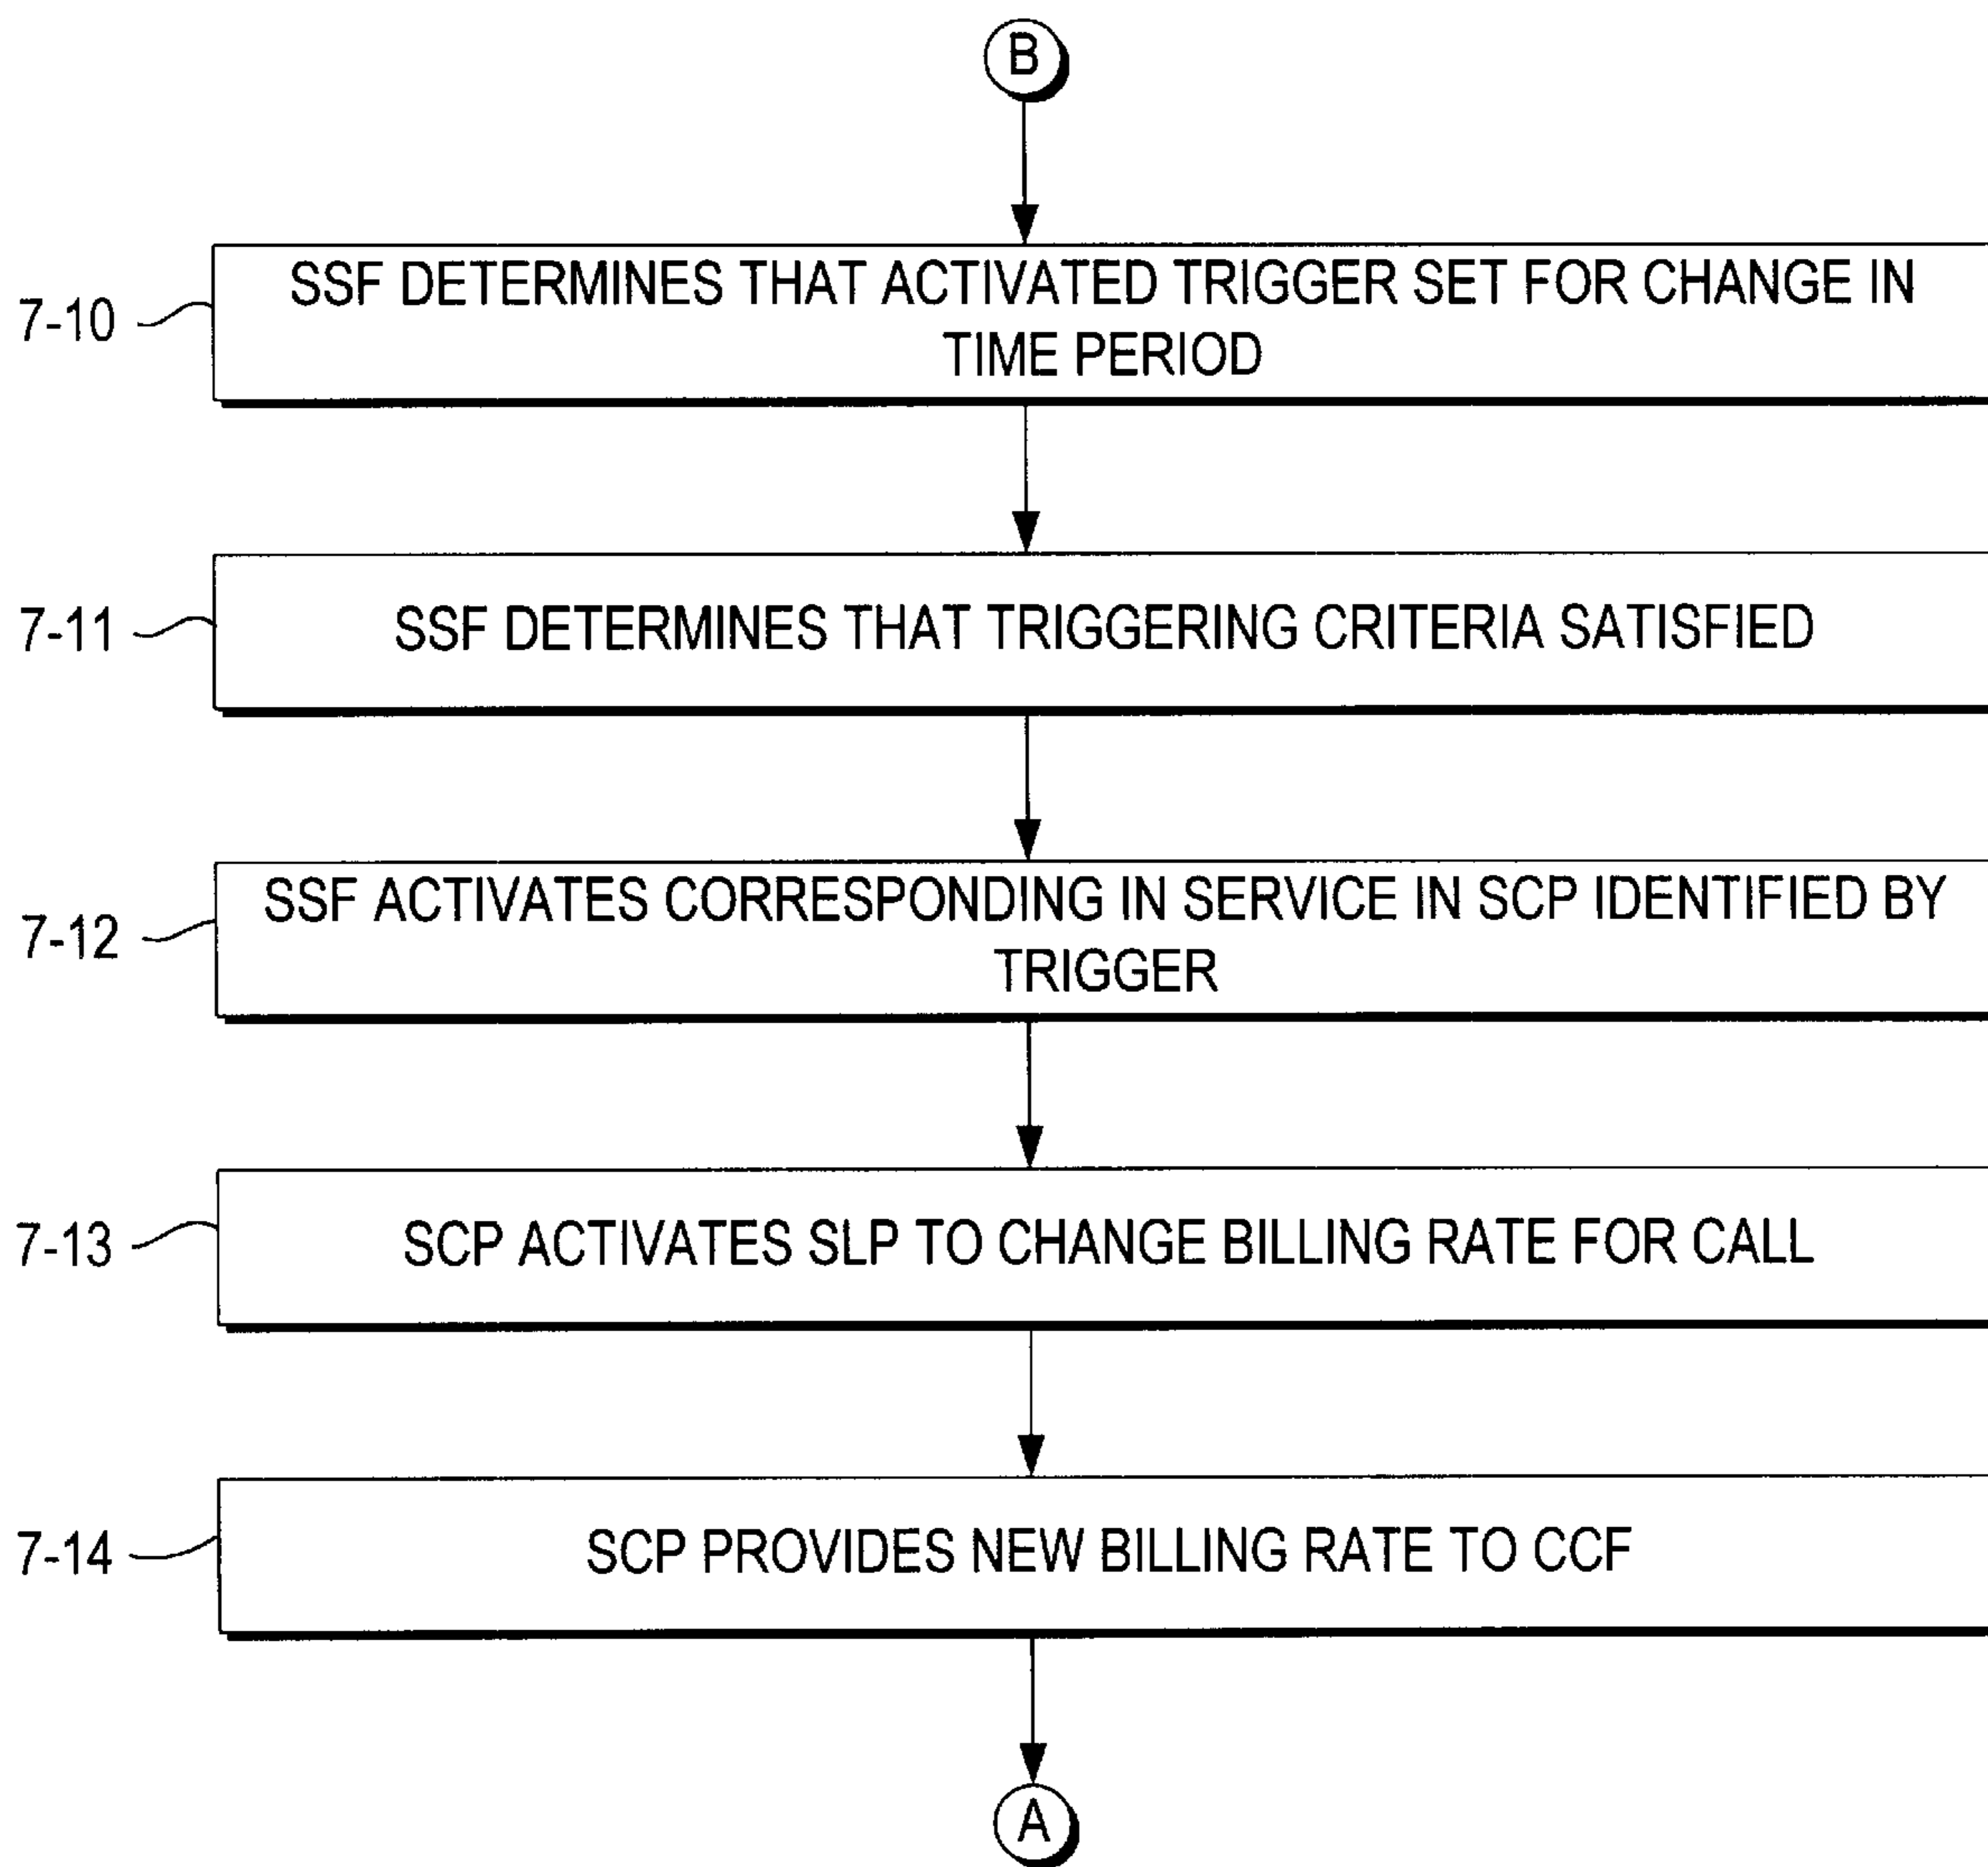 B
7-10
SSF DETERMINES THAT ACTIVATED TRIGGER SET FOR CHANGE IN
TIME PERIOD
7-11
SSF DETERMINES THAT TRIGGERING CRITERIA SATISFIED
7-12
SSF ACTIVATES CORRESPONDING IN SERVICE IN SCP IDENTIFIED BY
TRIGGER
7-13
SCP ACTIVATES SLP TO CHANGE BILLING RATE FOR CALL
7-14
SCP PROVIDES NEW BILLING RATE TO CCF
A